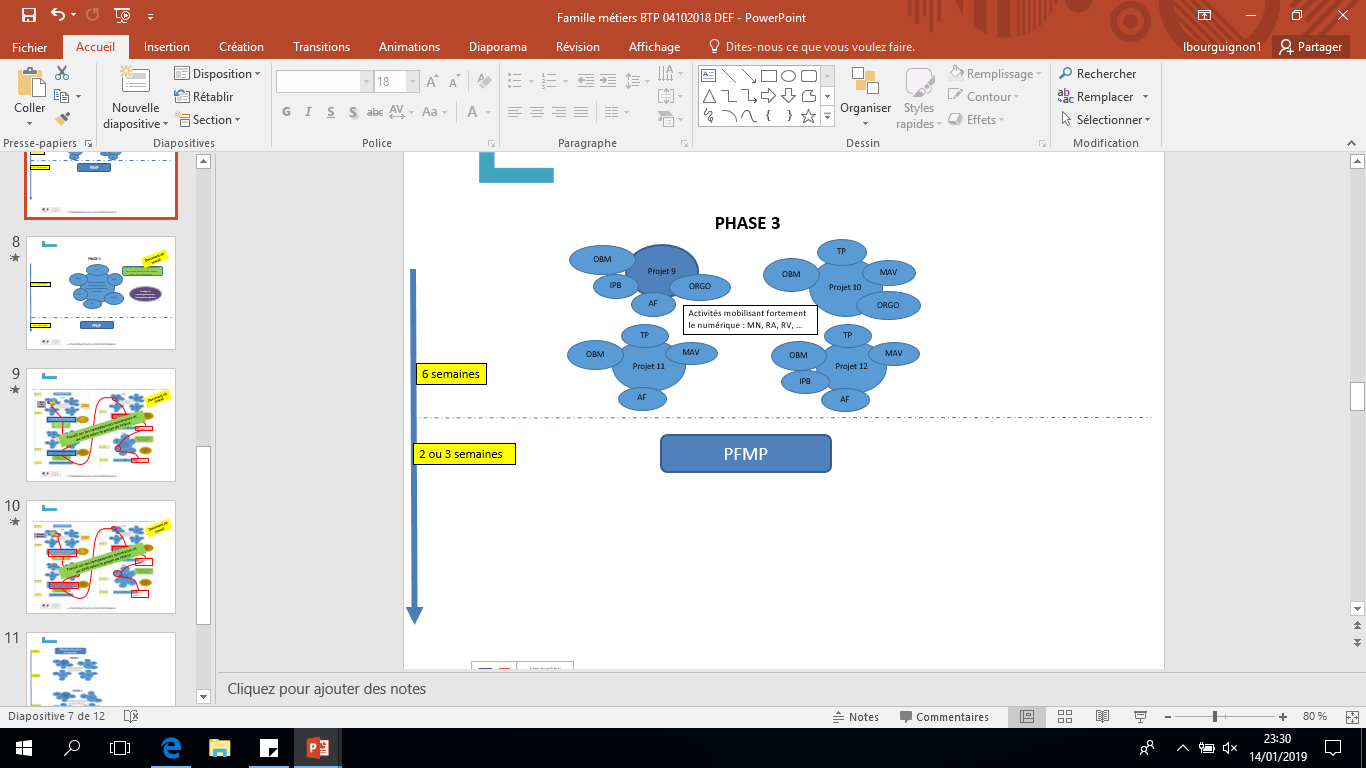 Famille métiers BTP 04102018 DEF - PowerPoint
Fichier Accueil Insertion Création Transitions Animations Diaporama Révision Affichage Dites-nous ce que vous voulez faire. lbourguignon1 Partager
Coller
Presse-papiers
Nouvelle
diapositive
Disposition
Rétablir
Section
Diapositives
18
G I S S abc AV Aa A
Police
Paragraphe
Organiser
Styles
rapides
Remplissage
Contour
Effets
Dessin
Rechercher
Remplacer
Sélectionner
Modification
PFMP
8
9
10
11
PHASE 3
OBM
Projet 9
IPB
ORGO
AF
TP
OBM
MAV
Projet 10
ORGO
Activités mobilisant fortement
le numérique : MN, RA, RV, ...
TP
OBM
MAV
Projet 11
AF
TP
OBM
MAV
Projet 12
IPB
AF
6 semaines
2 ou 3 semaines
PFMP
Cliquez pour ajouter des notes
Diapositive 7 de 12
Notes
Commentaires
80 %
23:30
14/01/2019